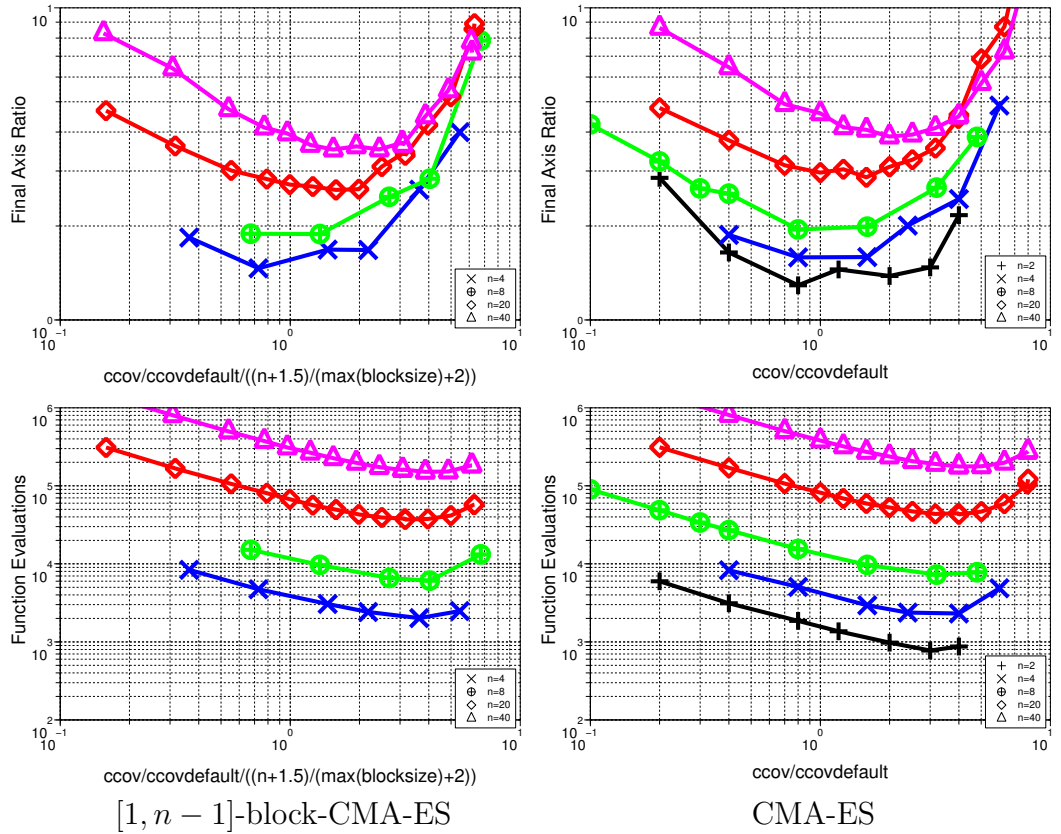 10 1
Final Axis Ratio
10 0
10 -1
10 0
10 1
n=4
n=8
n=20
n=40
ccov/ccovdefault/((n+1.5)/(max(blocksize)+2))
10 1
Final Axis Ratio
10 0
10 -1
10 0
10 1
n=2
n=4
n=8
n=20
n=40
ccov/ccovdefault
10 6
10 5
10 4
10 3
10 2
Function Evaluations
10 -1
10 0
10 1
n=4
n=8
n=20
n=40
ccov/ccovdefault/((n+1.5)/(max(blocksize)+2))
10 6
10 5
10 4
10 3
10 2
Function Evaluations
10 -1
10 0
10 1
n=2
n=4
n=8
n=20
n=40
ccov/ccovdefault
[1, n − 1]-block-CMA-ES
CMA-ES